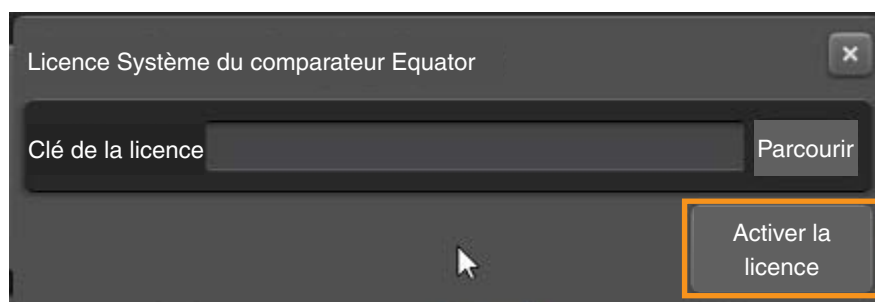 Licence Système du comparateur Equator
Clé de la licence
Parcourir
Activer la
licence